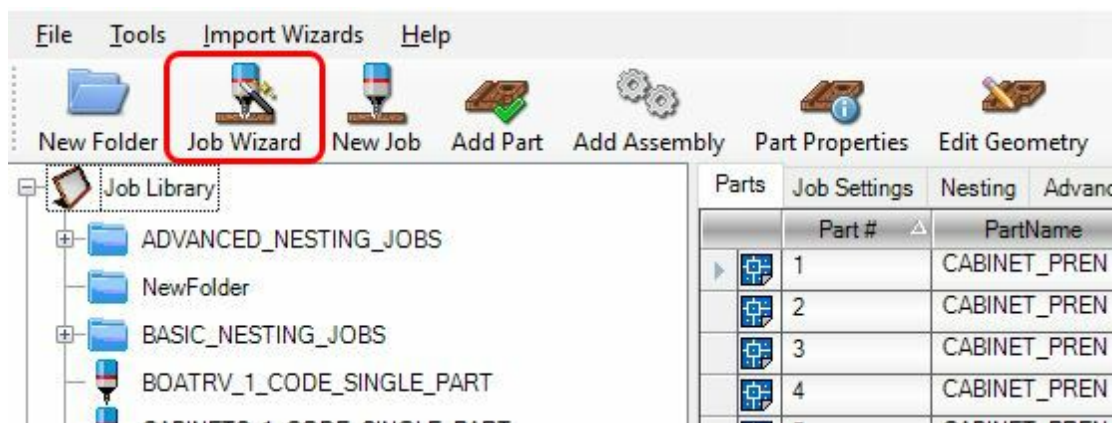 File Tools Import Wizards Help
New Folder Job Wizard New Job Add Part Add Assembly Part Properties Edit Geometry
Job Library
Parts Job Settings Nesting
Part # PartName
ADVANCED_NESTING_JOBS
1 CABINET_PREN
NewFolder
2 CABINET_PREN
BASIC_NESTING_JOBS
3 CABINET_PREN
BOATRV_1_CODE_SINGLE_PART
4 CABINET_PREN